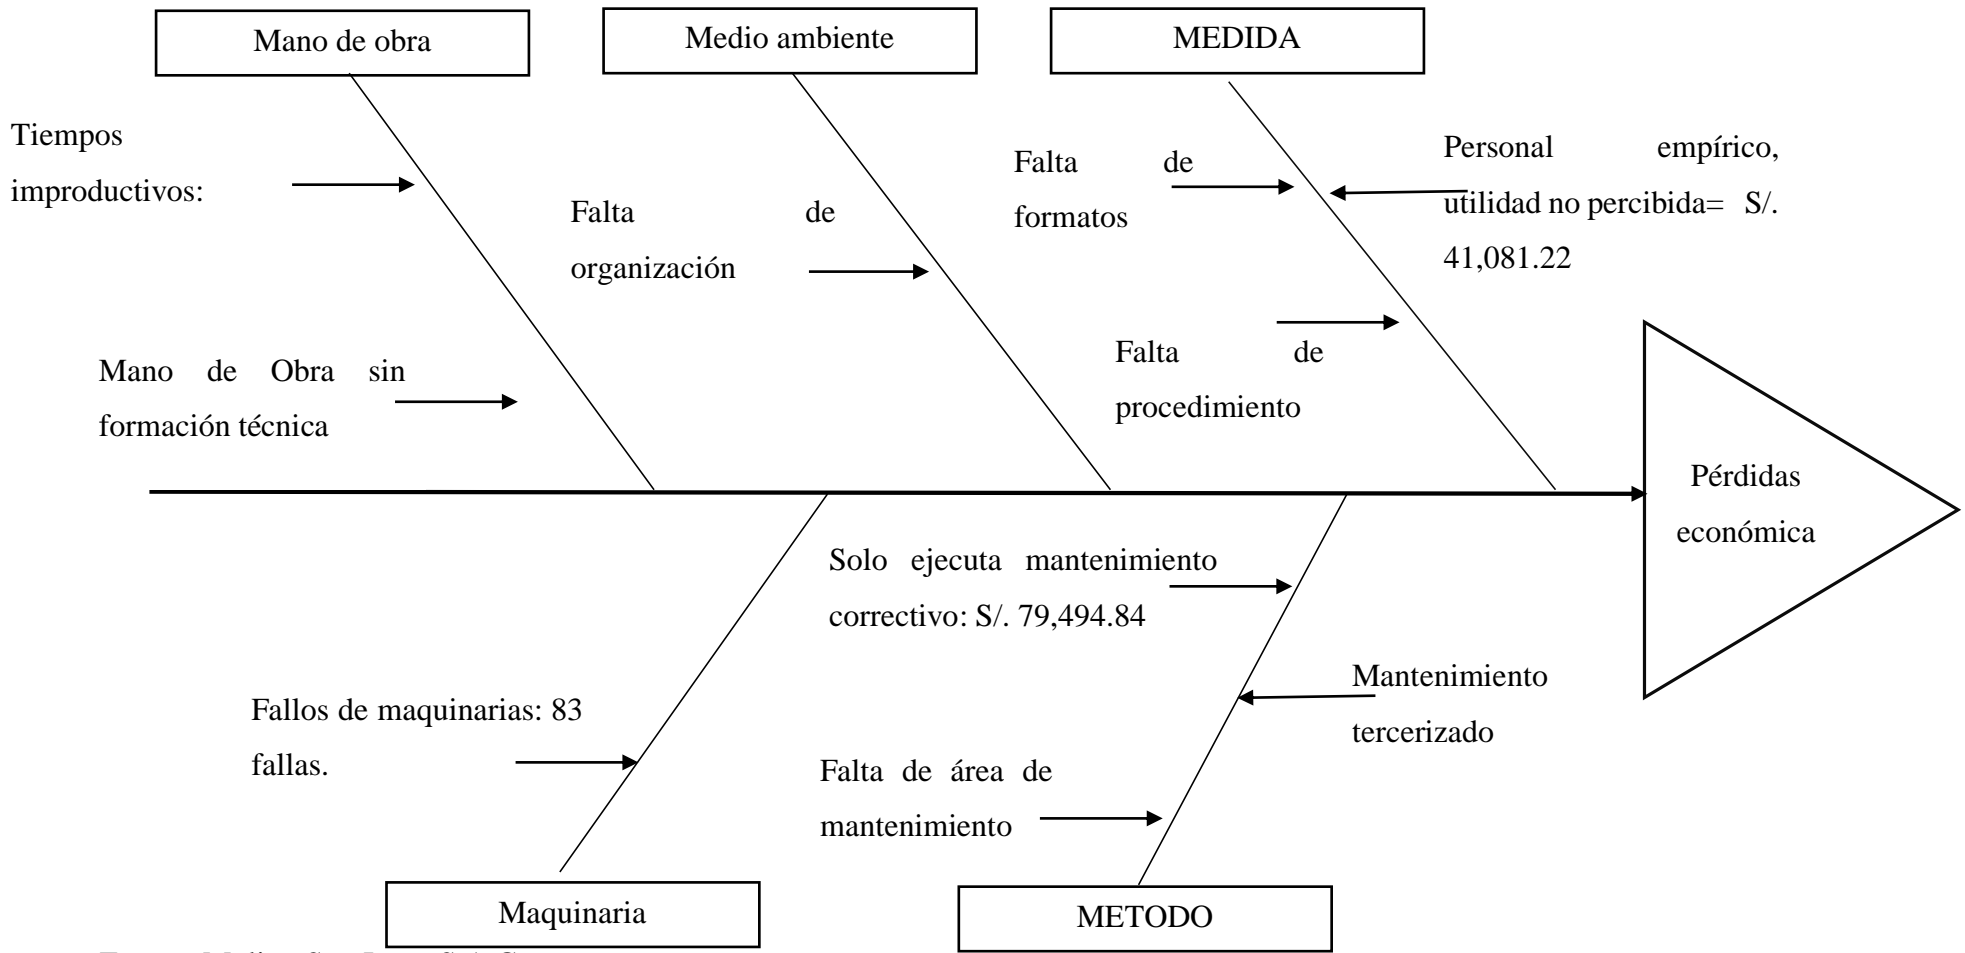 Mano de obra
Medio ambiente
MEDIDA
Tiempos
improductivos:
Mano de Obra sin
formación técnica
Falta de
organización
Falta de
formatos
Personal empírico,
utilidad no percibida= S/.
41,081.22
Falta de
procedimiento
Pérdidas
económica
Fallos de maquinarias: 83
fallas.
Solo ejecuta mantenimiento
correctivo: S/. 79,494.84
Mantenimiento
tercerizado
Falta de área de
mantenimiento
Maquinaria
METODO